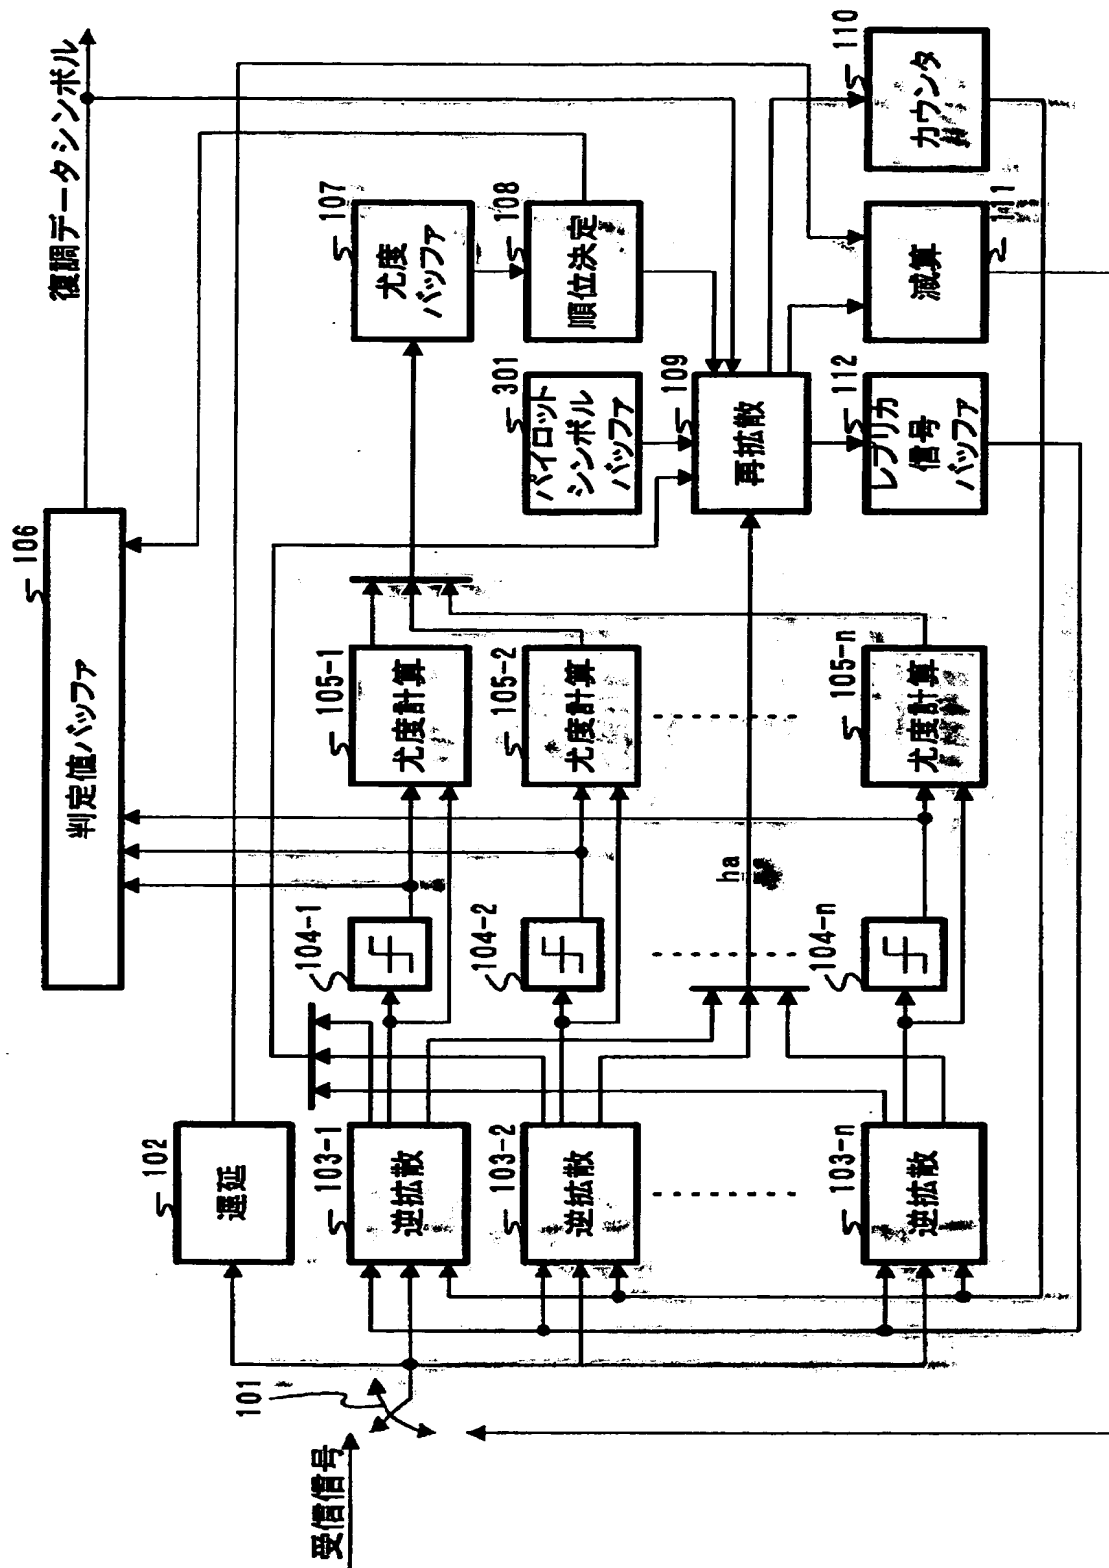 受信信号
101
102
遅延
103-1
逆拡散
103-2
逆拡散
103-n
逆拡散
104-1
104-2
104-n
ha
105-1
尤度計算
105-2
尤度計算
105-n
尤度計算
106
判定値バッファ
復調データシンボル
107
尤度
バッファ
108
順位決定
301
パイロット
シンボル
バッファ
109
再拡散
112
レプリカ
信号
バッファ
111
減算
110
カウンタ